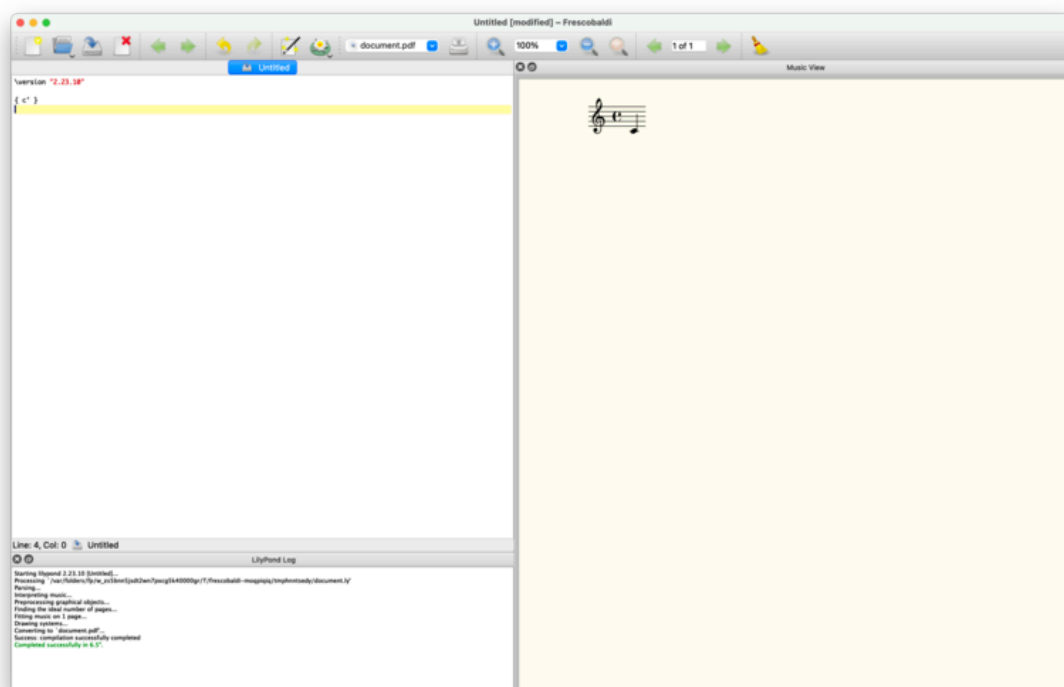 Untitled [modified] – Frescobaldi
document.pdf
100%
1 of 1
Untitled
Music View
\version "2.23.10"
{ c' }
Line: 4, Col: 0 Untitled
LilyPond Log
Starting lilypond 2.23.10 [Untitled]...
Processing `
Parsing...
Interpreting music...
Preprocessing graphical objects...
Finding the ideal number of pages...
Fitting music on 1 page...
Drawing systems...
Converting to `document.pdf'...
Success: compilation successfully completed
Completed successfully in 6.5".